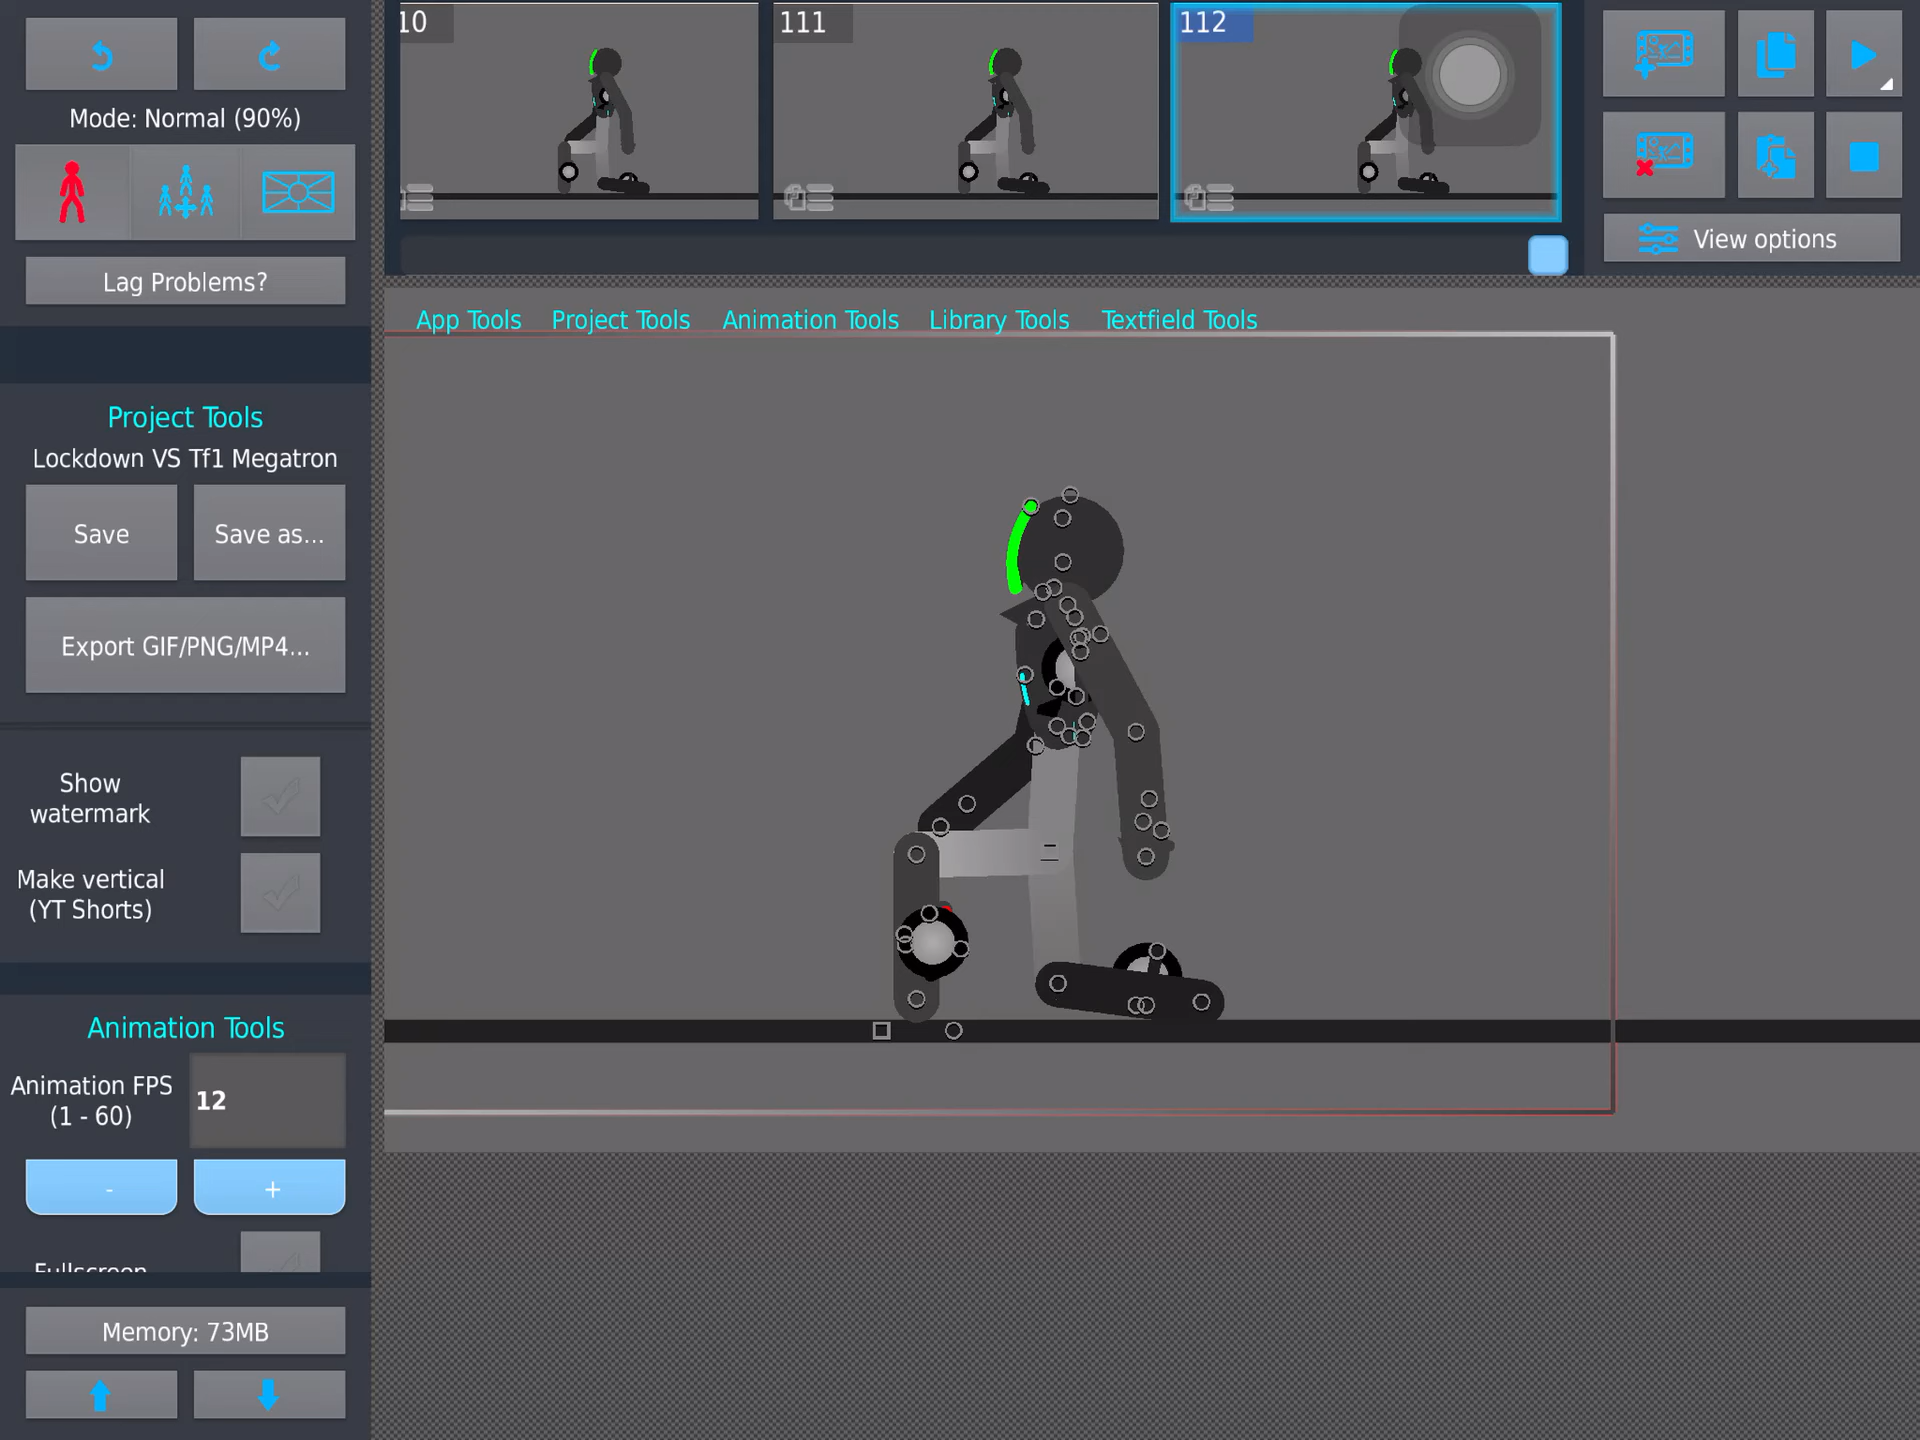 10
111
112
Mode: Normal (90%)
Lag Problems?
View options
App Tools
Project Tools
Animation Tools
Library Tools
Textfield Tools
Project Tools
Lockdown VS Tf1 Megatron
Save
Save as...
Export GIF/PNG/MP4...
Show
watermark
Make vertical
(YT Shorts)
Animation Tools
Animation FPS
(1 - 60)
12
-
+
Fullscreen
Memory: 73MB